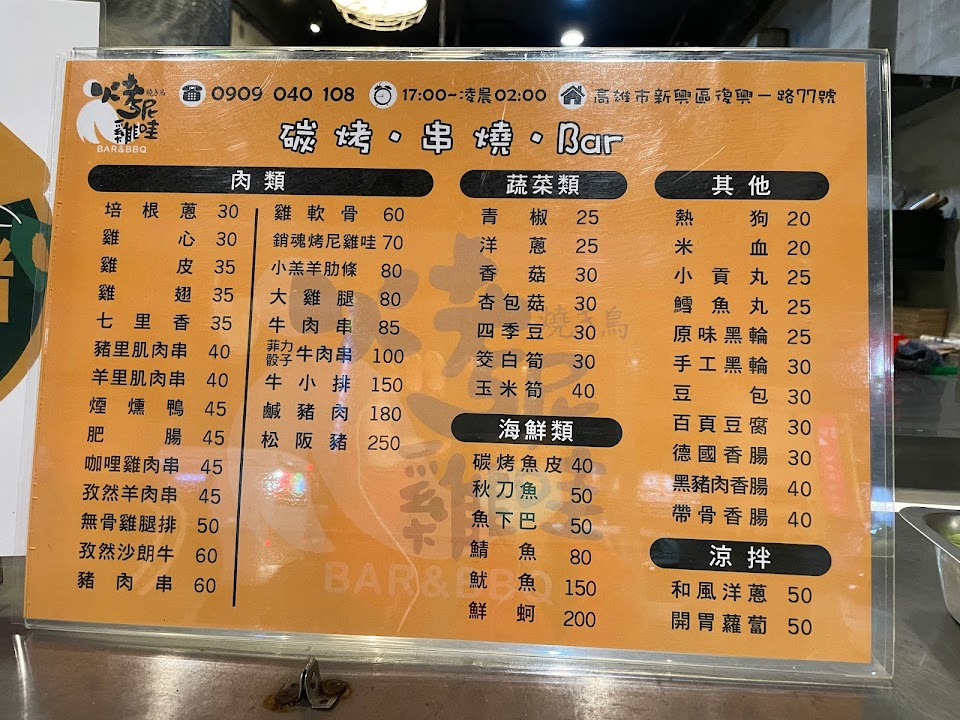 火烤尼雞哇 燒き鳥
BAR&BBQ
0909 040 108 17:00~凌晨02:00 高雄市新興區復興一路77號
碳烤・串燒・Bar
肉類
培根蔥 30
雞心 30
雞皮 35
雞翅 35
七里香 35
豬里肌肉串 40
羊里肌肉串 40
煙燻鴨 45
肥腸 45
咖哩雞肉串 45
孜然羊肉串 45
無骨雞腿排 50
孜然沙朗牛 60
豬肉串 60
雞軟骨 60
銷魂烤尼雞哇 70
小羔羊肋條 80
大雞腿 80
牛肉串 85
菲力骰子牛肉串 100
牛小排 150
鹹豬肉 180
松阪豬 250
蔬菜類
青椒 25
洋蔥 25
香菇 30
杏包菇 30
四季豆 30
筊白筍 30
玉米筍 40
海鮮類
碳烤魚皮 40
秋刀魚 50
魚下巴 50
鯖魚 80
魷魚 150
鮮蚵 200
其他
熱狗 20
米血 20
小貢丸 25
鱈魚丸 25
原味黑輪 25
手工黑輪 30
豆包 30
百頁豆腐 30
德國香腸 30
黑豬肉香腸 40
帶骨香腸 40
涼拌
和風洋蔥 50
開胃蘿蔔 50
燒き鳥
BAR&BBQ